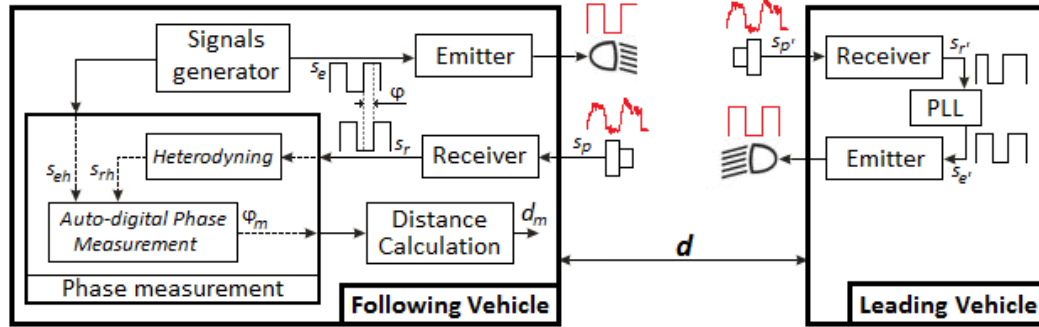 Signals
generator
s_e
φ
Emitter
s_r
Receiver
s_p
Heterodyning
s_eh
s_rh
Auto-digital Phase
Measurement
φ_m
Distance
Calculation
d_m
Phase measurement
Following Vehicle
d
s_p'
Receiver
s_r'
PLL
Emitter
s_e'
Leading Vehicle